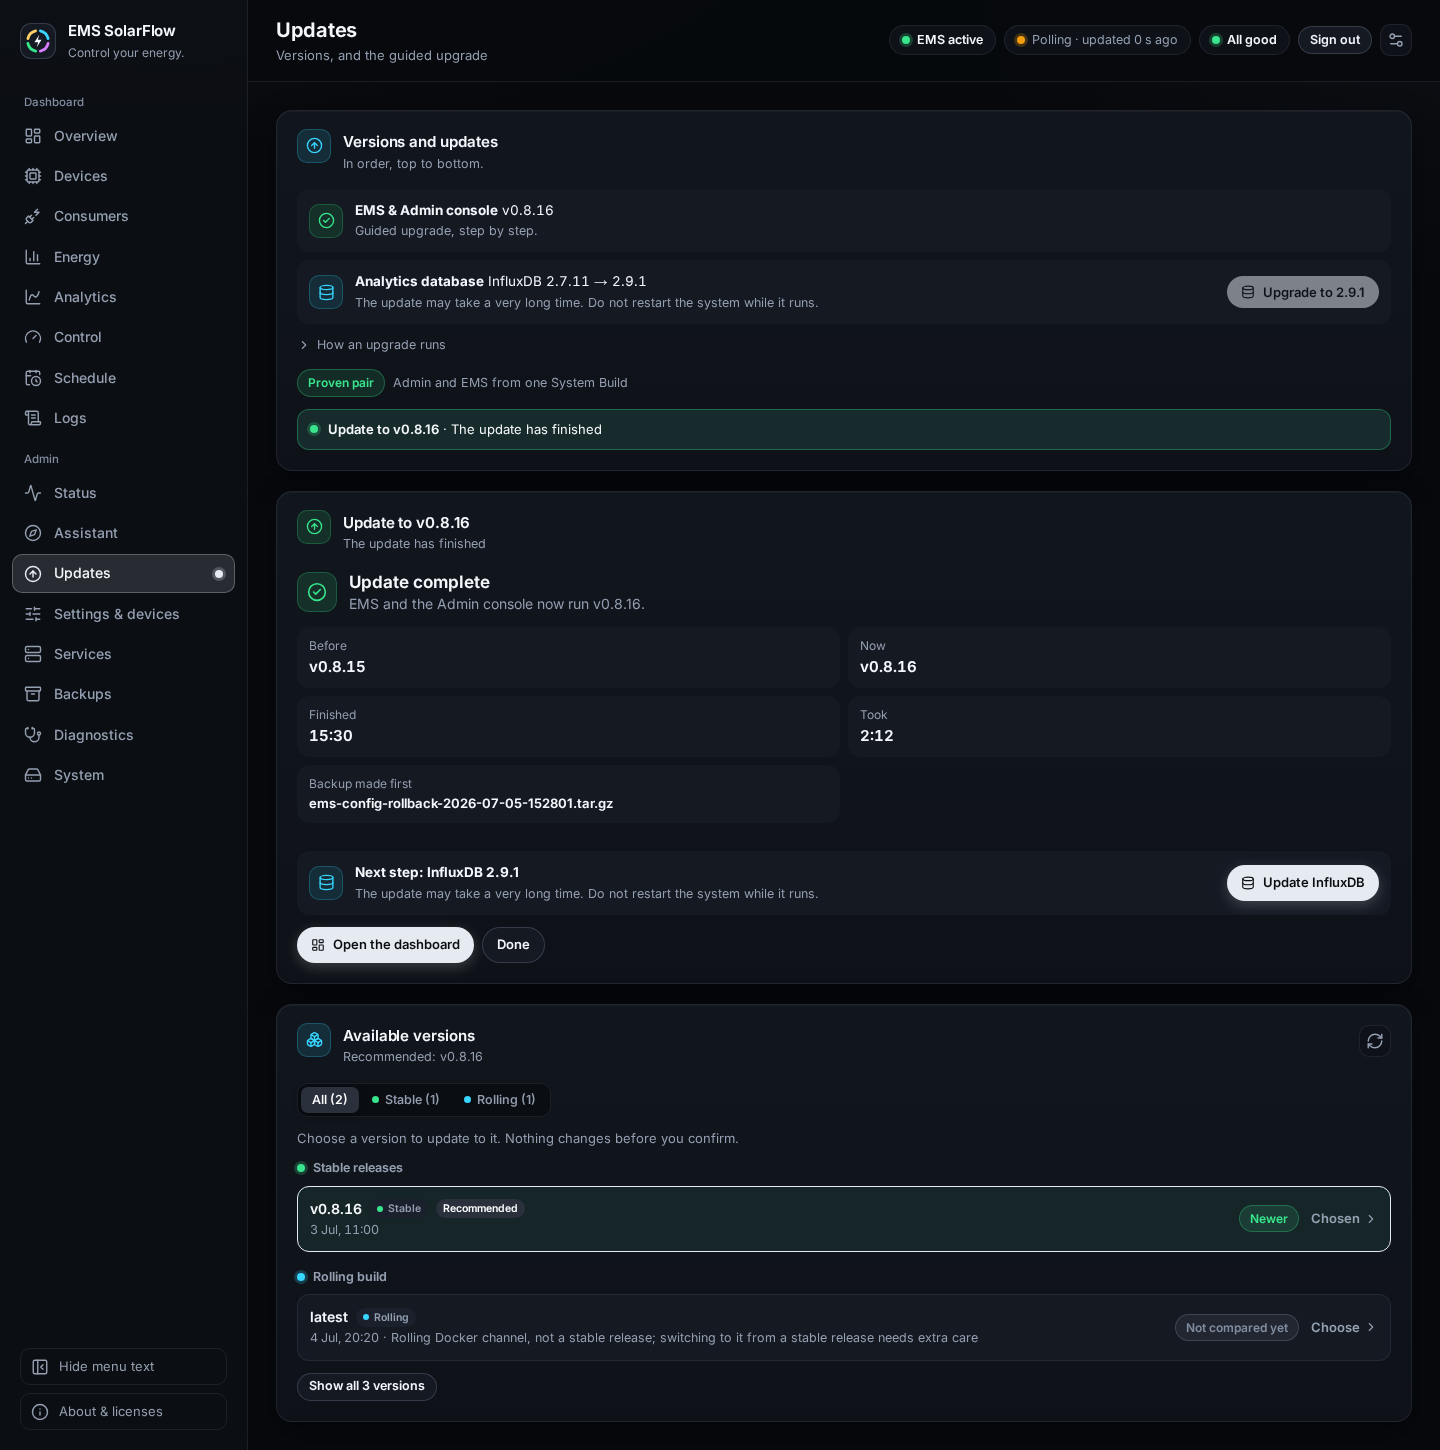 EMS SolarFlow
Control your energy.
Dashboard
Overview
Devices
Consumers
Energy
Analytics
Control
Schedule
Logs
Admin
Status
Assistant
Updates
Settings & devices
Services
Backups
Diagnostics
System
Hide menu text
About & licenses
Updates
Versions, and the guided upgrade
EMS active
Polling · updated 0 s ago
All good
Sign out
Versions and updates
In order, top to bottom.
EMS & Admin console v0.8.16
Guided upgrade, step by step.
Analytics database InfluxDB 2.7.11 → 2.9.1
The update may take a very long time. Do not restart the system while it runs.
Upgrade to 2.9.1
How an upgrade runs
Proven pair Admin and EMS from one System Build
Update to v0.8.16 · The update has finished
Update to v0.8.16
The update has finished
Update complete
EMS and the Admin console now run v0.8.16.
Before
v0.8.15
Now
v0.8.16
Finished
15:30
Took
2:12
Backup made first
ems-config-rollback-2026-07-05-152801.tar.gz
Next step: InfluxDB 2.9.1
The update may take a very long time. Do not restart the system while it runs.
Update InfluxDB
Open the dashboard
Done
Available versions
Recommended: v0.8.16
All (2)
Stable (1)
Rolling (1)
Choose a version to update to it. Nothing changes before you confirm.
Stable releases
v0.8.16 Stable Recommended
3 Jul, 11:00
Newer
Chosen
Rolling build
latest Rolling
4 Jul, 20:20 · Rolling Docker channel, not a stable release; switching to it from a stable release needs extra care
Not compared yet
Choose
Show all 3 versions